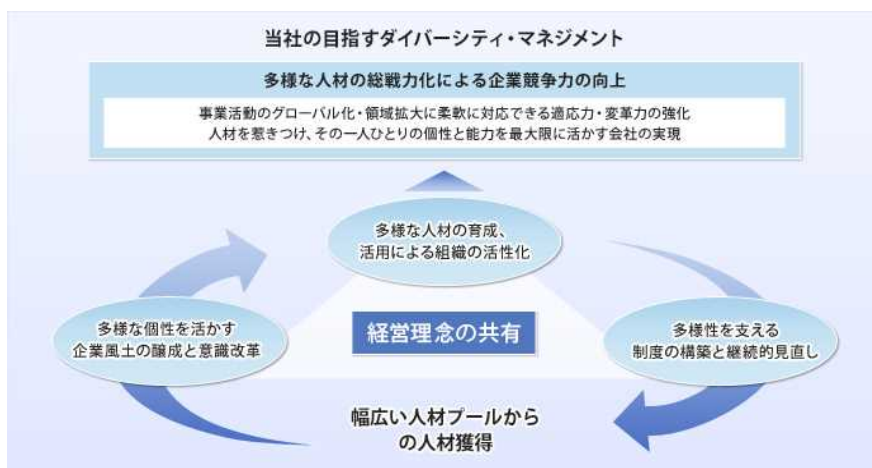 当社の目指すダイバーシティ・マネジメント
多様な人材の総戦力化による企業競争力の向上
事業活動のグローバル化・領域拡大に柔軟に対応できる適応力・変革力の強化
人材を惹きつけ、その一人ひとりの個性と能力を最大限に活かす会社の実現
多様な人材の育成、
活用による組織の活性化
多様な個性を活かす
企業風土の醸成と意識改革
経営理念の共有
多様性を支える
制度の構築と継続的見直し
幅広い人材プールから
の人材獲得